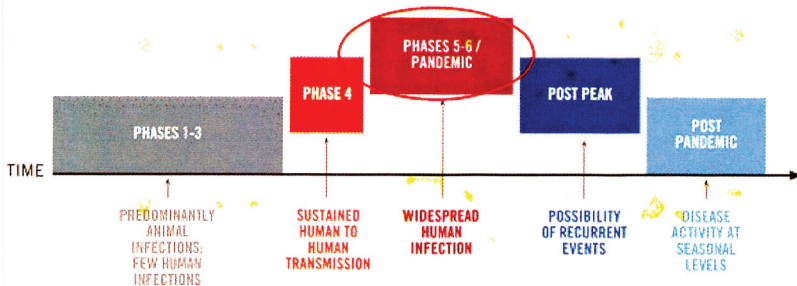 PHASES 5-6 /
PANDEMIC
PHASE 4
POST PEAK
PHASES 1-3
POST
PANDEMIC
TIME
PREDOMINANTLY
ANIMAL
INFECTIONS;
FEW HUMAN
INFECTIONS
SUSTAINED
HUMAN TO
HUMAN
TRANSMISSION
WIDESPREAD
HUMAN
INFECTION
POSSIBILITY
OF RECURRENT
EVENTS
DISEASE
ACTIVITY AT
SEASONAL
LEVELS